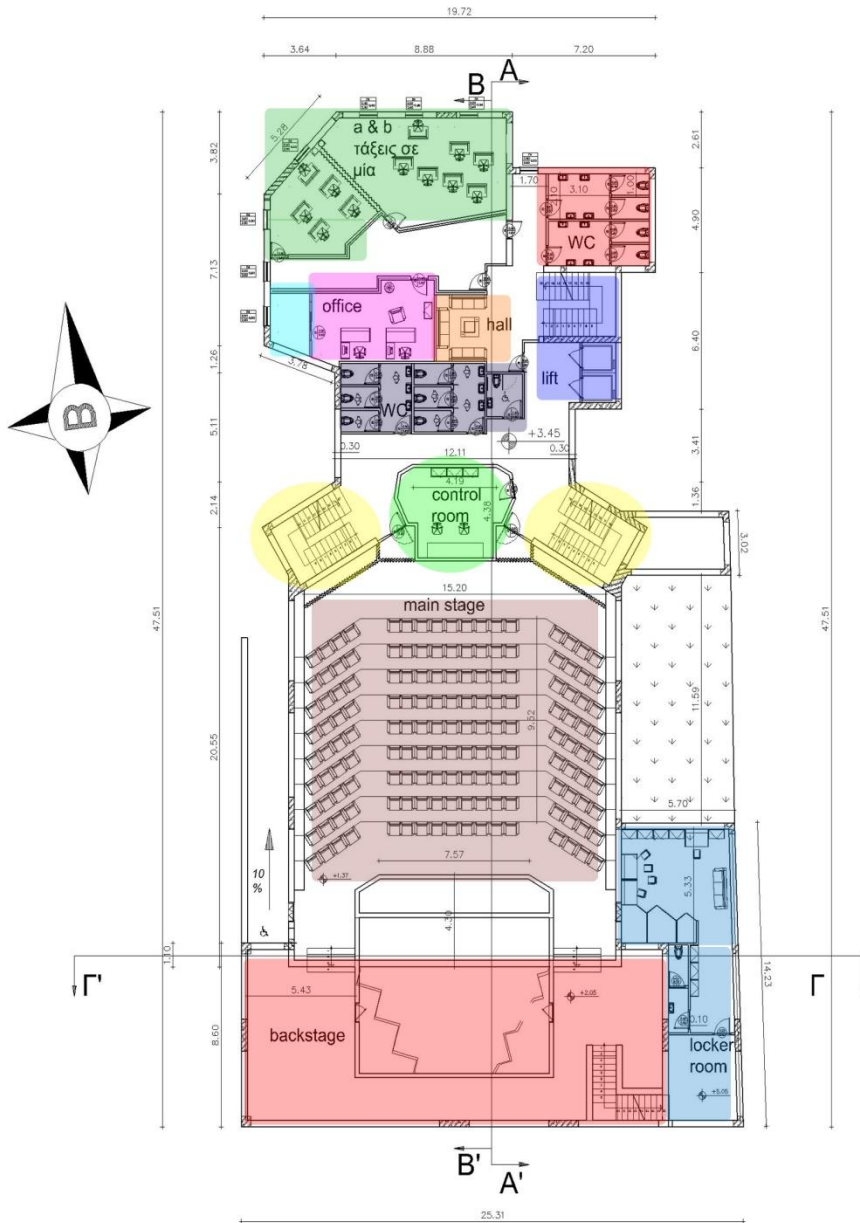 19.72
3.64
8.88
7.20
B
A
5.28
3.82
a & b
τάξεις σε
μία
2.61
1.70
3.10
1.00
4.90
WC
7.13
office
hall
6.40
lift
1.26
3.78
WC
5.11
+3.45
0.30
12.11
0.30
3.41
4.19
control
room
4.38
1.36
2.14
B
3.02
15.20
main stage
47.51
47.51
11.59
9.52
20.55
5.70
7.57
10
%
+1.37
5.33
4.30
1.10
Γ'
Γ
14.23
5.43
+2.05
backstage
8.60
0.10
locker
room
+5.05
B'
A'
25.31